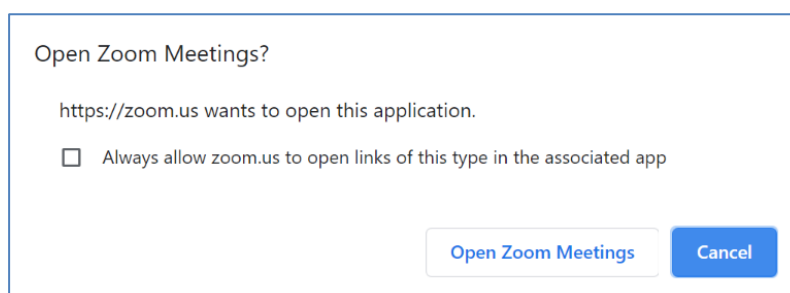 Open Zoom Meetings?
https://zoom.us wants to open this application.
Always allow zoom.us to open links of this type in the associated app
Open Zoom Meetings Cancel